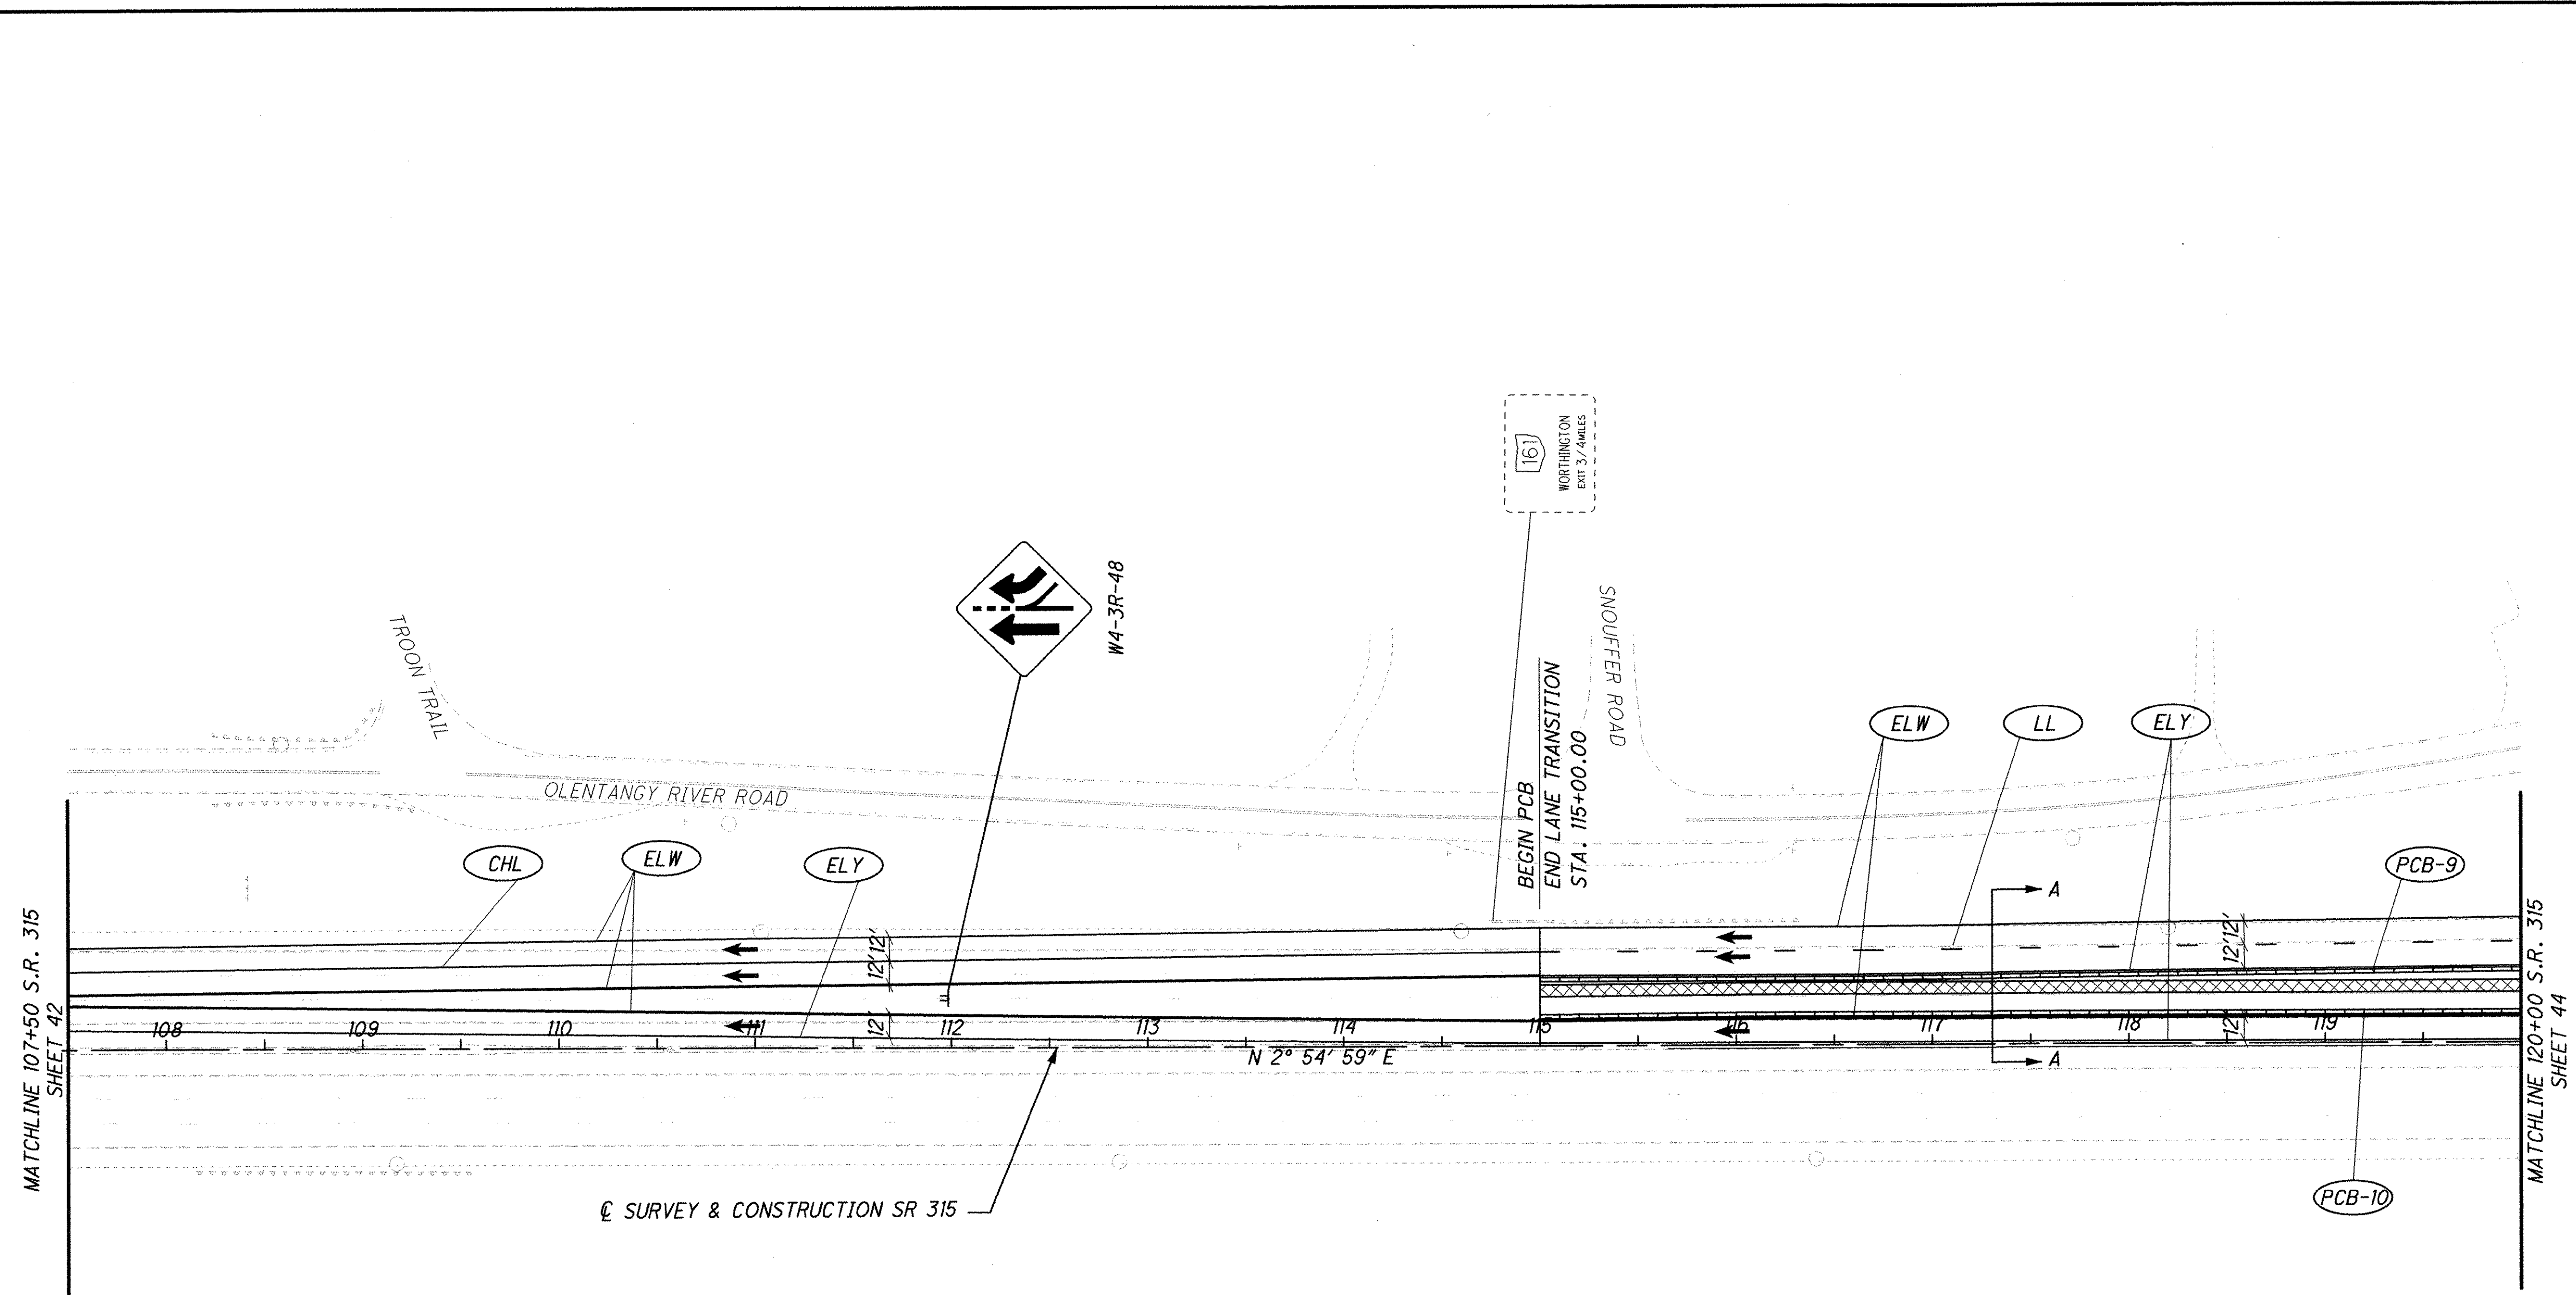 161
WORTHINGTON
EXIT 3/4 MILES
W4-3R-48
TROON TRAIL
SNOUFFER ROAD
BEGIN PCB
END LANE TRANSITION
STA. 115+00.00
OLENTANGY RIVER ROAD
ELW
LL
ELY
CHL
ELW
ELY
PCB-9
A
12' 12'
12' 12'
12'
12'
108 109 110 111 112 113 114 115 116 117 118 119
N 2° 54' 59" E
A
PCB-10
℄ SURVEY & CONSTRUCTION SR 315
MATCHLINE 107+50 S.R. 315
SHEET 42
MATCHLINE 120+00 S.R. 315
SHEET 44